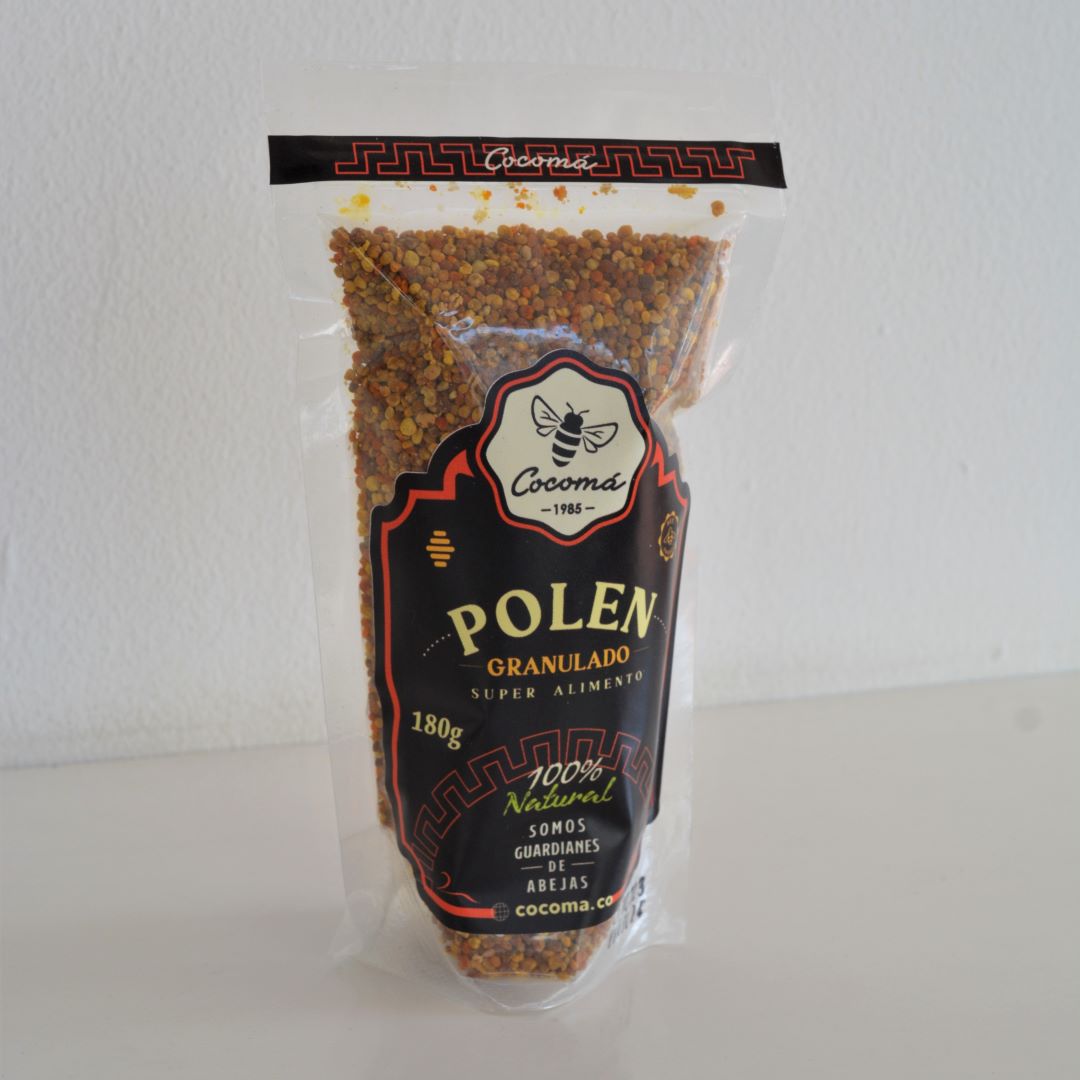 Cocomá
Cocomá
1985
POLEN
GRANULADO
SUPER ALIMENTO
180g
100%
Natural
SOMOS
GUARDIANES
DE
ABEJAS
cocoma.co